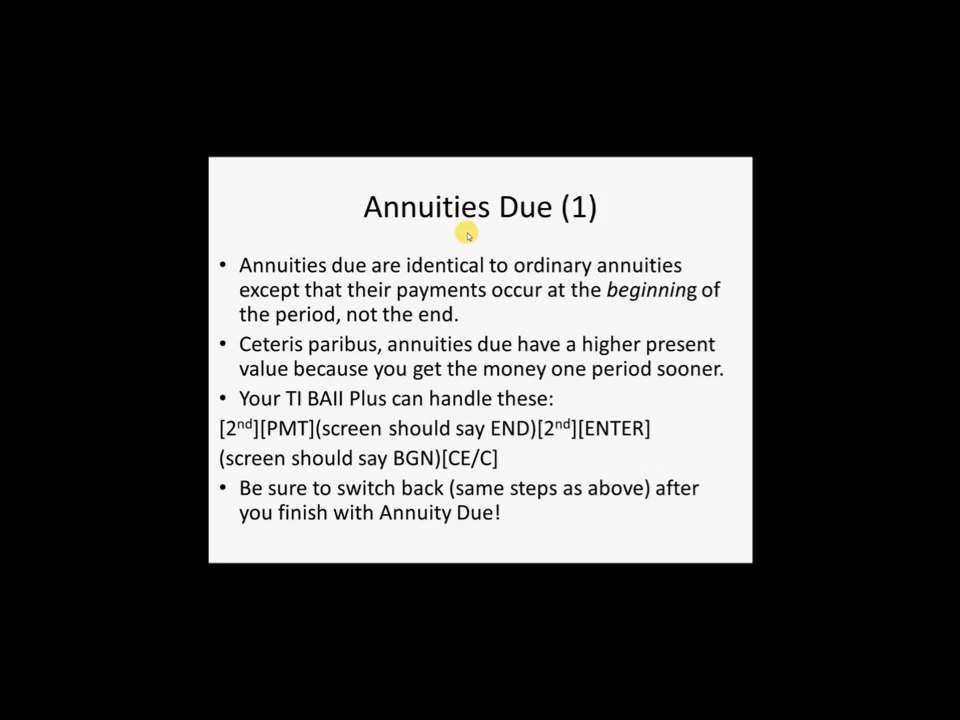 Annuities Due (1)
• Annuities due are identical to ordinary annuities
except that their payments occur at the beginning of
the period, not the end.
• Ceteris paribus, annuities due have a higher present
value because you get the money one period sooner.
• Your TI BAII Plus can handle these:
[2nd][PMT](screen should say END)[2nd][ENTER]
(screen should say BGN)[CE/C]
• Be sure to switch back (same steps as above) after
you finish with Annuity Due!